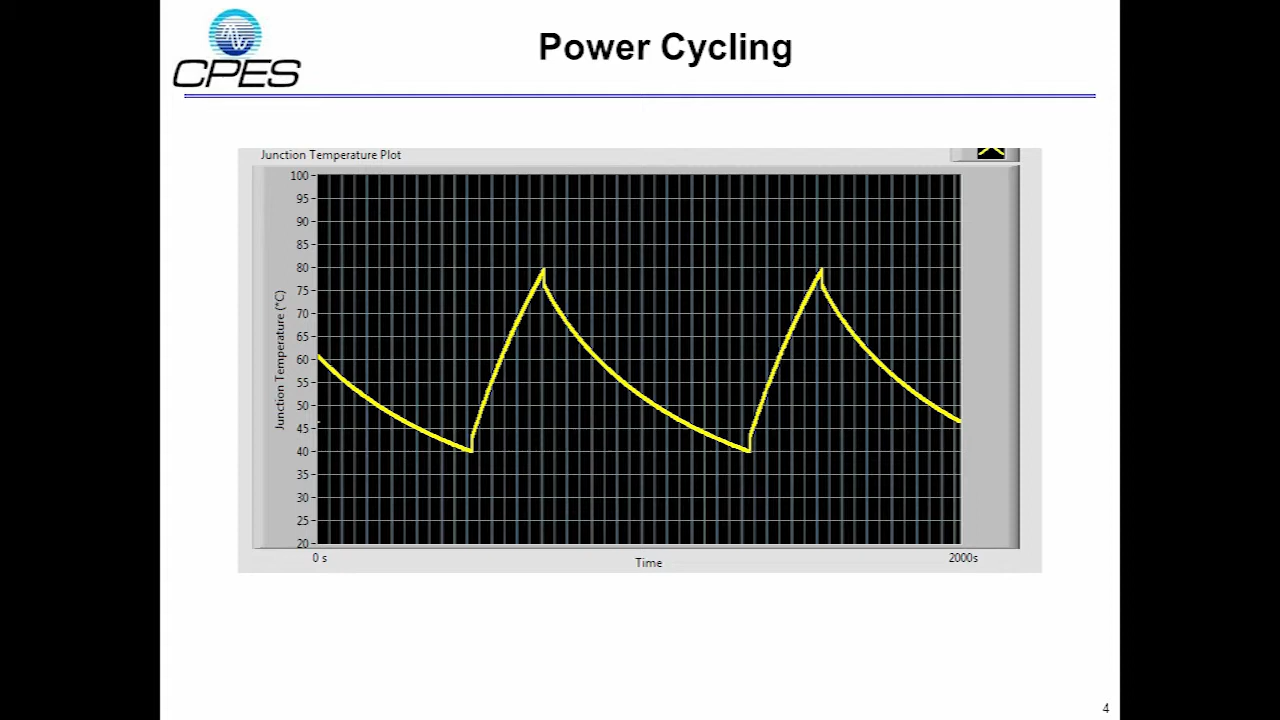 CPES
Power Cycling
Junction Temperature Plot
100
95
90
85
80
75
70
65
60
55
50
45
40
35
30
25
20
Junction Temperature (°C)
0 s
Time
2000s
4